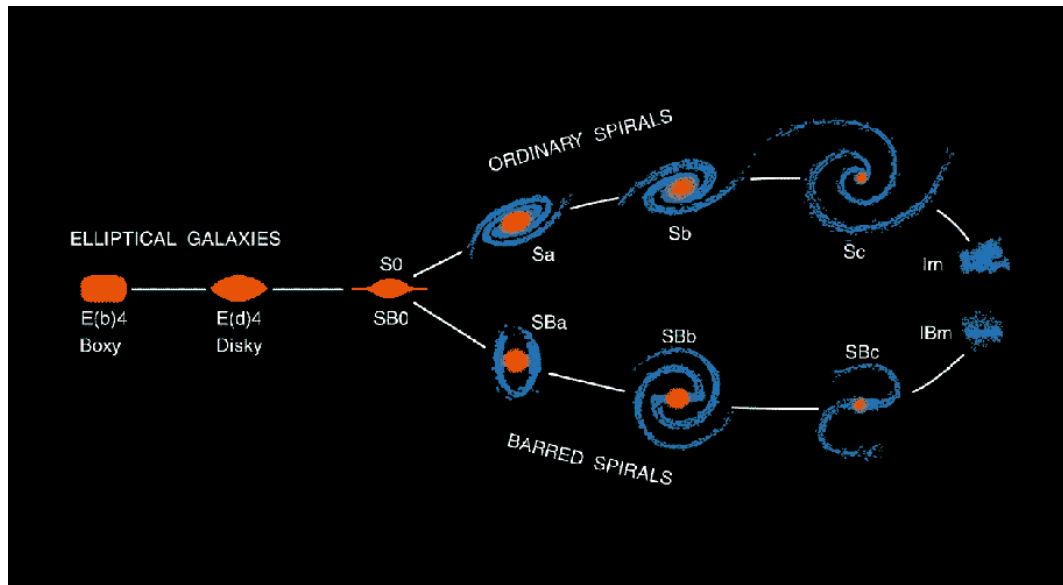 ORDINARY SPIRALS
Sa
Sb
Sc
Im
ELLIPTICAL GALAXIES
E(b)4
Boxy
E(d)4
Disky
S0
SB0
SBa
SBb
SBc
IBm
BARRED SPIRALS